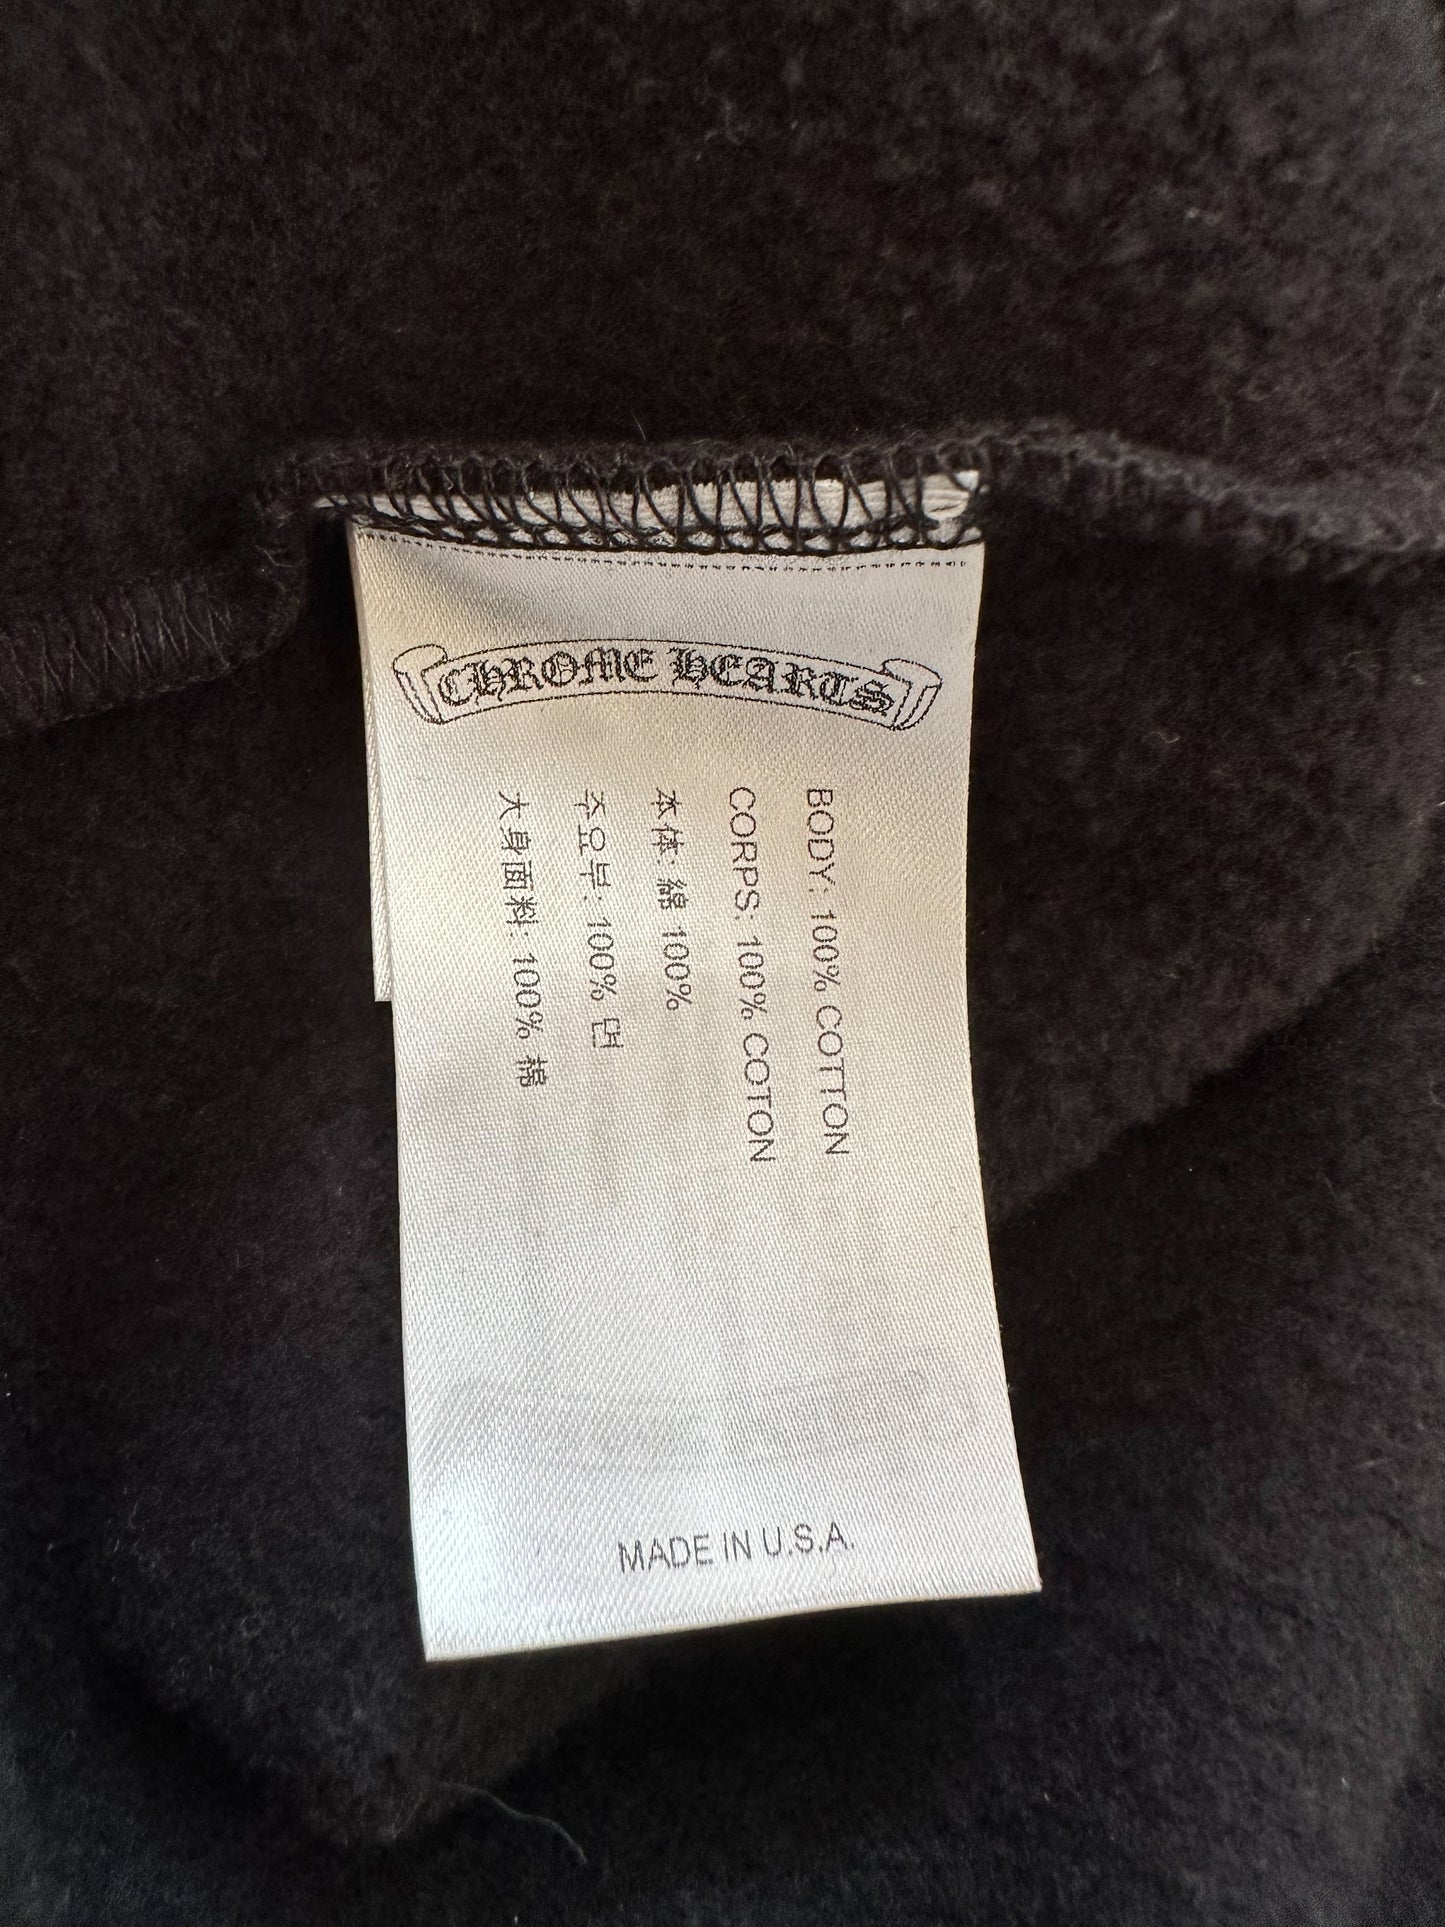 CHROME HEARTS
BODY: 100% COTTON
CORPS: 100% COTON
本体: 綿 100%
주요부: 100% 면
大身面料: 100% 棉
MADE IN U.S.A.